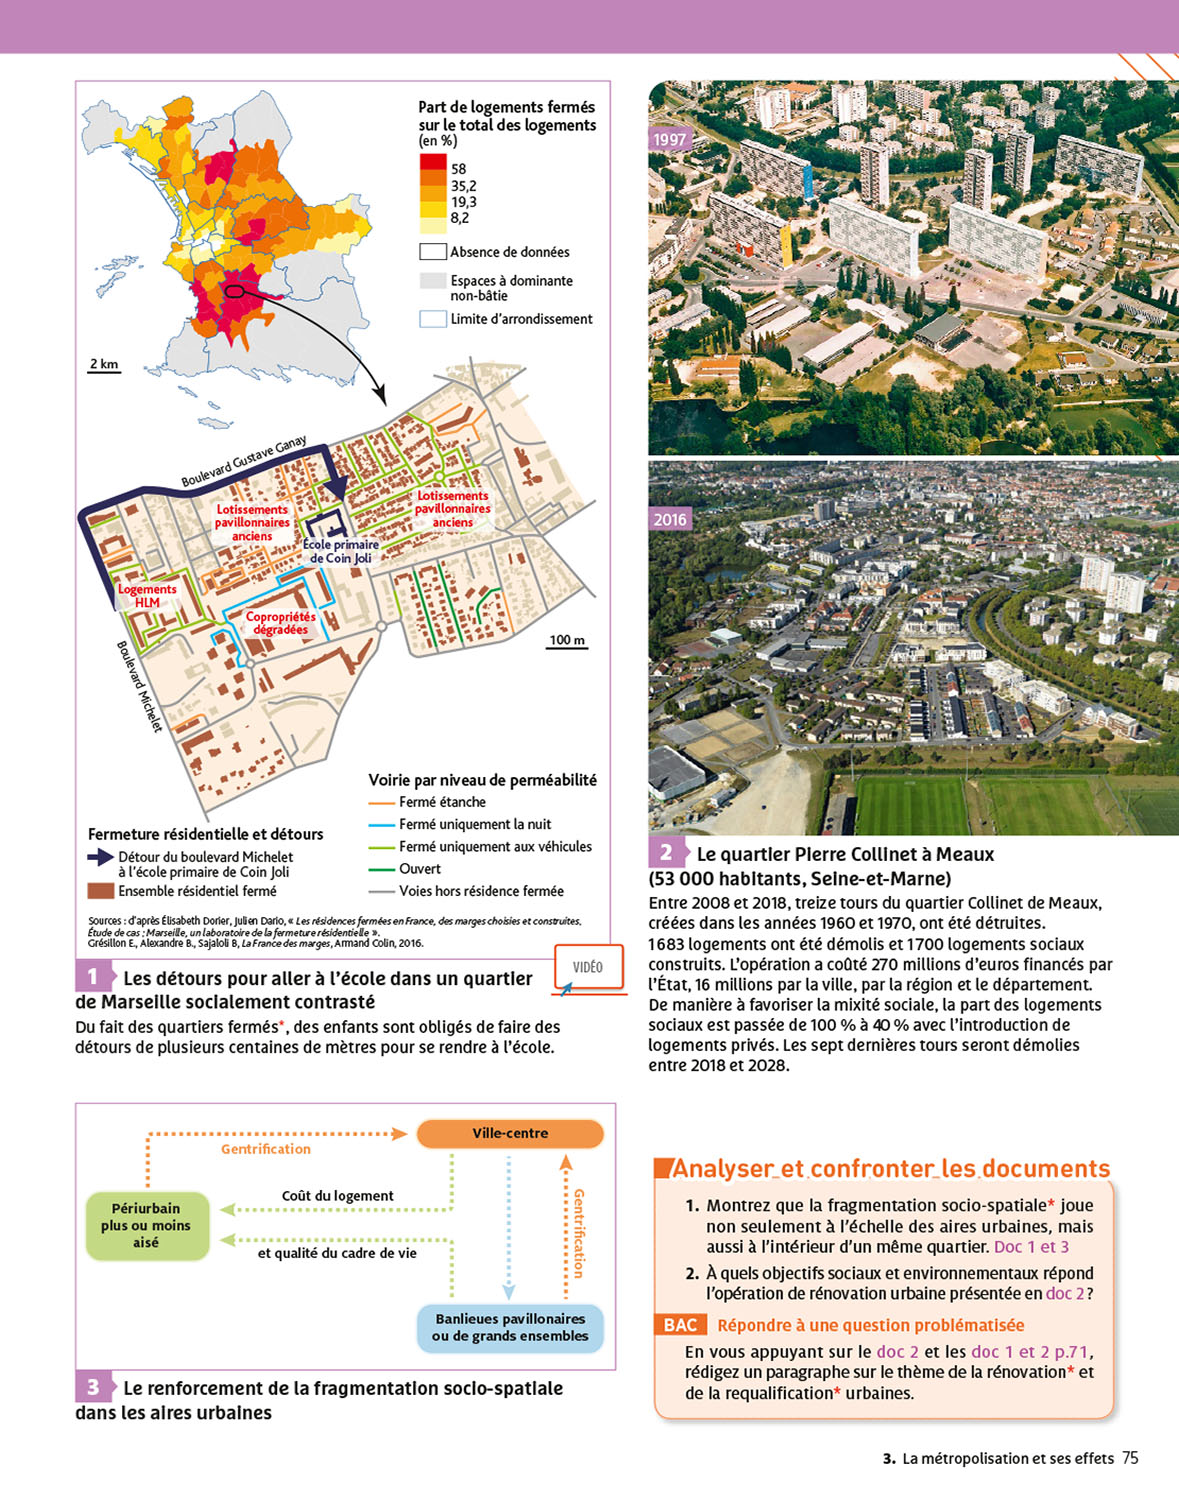 Part de logements fermés
sur le total des logements
(en %)
58
35,2
19,3
8,2
Absence de données
Espaces à dominante
non-bâtie
Limite d'arrondissement
2 km
Boulevard Gustave Ganay
Lotissements
pavillonnaires
anciens
Lotissements
pavillonnaires
anciens
École primaire
de Coin Joli
Logements
HLM
Copropriétés
dégradées
Boulevard Michelet
100 m
Voirie par niveau de perméabilité
Fermé étanche
Fermé uniquement la nuit
Fermé uniquement aux véhicules
Ouvert
Voies hors résidence fermée
Fermeture résidentielle et détours
Détour du boulevard Michelet
à l'école primaire de Coin Joli
Ensemble résidentiel fermé
Sources : d'après Élisabeth Dorier, Julien Dario, « Les résidences fermées en France, des marges choisies et construites.
Étude de cas : Marseille, un laboratoire de la fermeture résidentielle ».
Grésillon E., Alexandre B., Sajaloli B, La France des marges, Armand Colin, 2016.
VIDÉO
1 Les détours pour aller à l'école dans un quartier
de Marseille socialement contrasté
Du fait des quartiers fermés*, des enfants sont obligés de faire des
détours de plusieurs centaines de mètres pour se rendre à l'école.
1997
2016
2 Le quartier Pierre Collinet à Meaux
(53 000 habitants, Seine-et-Marne)
Entre 2008 et 2018, treize tours du quartier Collinet de Meaux,
créées dans les années 1960 et 1970, ont été détruites.
1 683 logements ont été démolis et 1 700 logements sociaux
construits. L'opération a coûté 270 millions d'euros financés par
l'État, 16 millions par la ville, par la région et le département.
De manière à favoriser la mixité sociale, la part des logements
sociaux est passée de 100 % à 40 % avec l'introduction de
logements privés. Les sept dernières tours seront démolies
entre 2018 et 2028.
Gentrification
Ville-centre
Coût du logement
Périurbain
plus ou moins
aisé
et qualité du cadre de vie
Gentrification
Banlieues pavillonaires
ou de grands ensembles
3 Le renforcement de la fragmentation socio-spatiale
dans les aires urbaines
Analyser et confronter les documents
1. Montrez que la fragmentation socio-spatiale* joue
non seulement à l'échelle des aires urbaines, mais
aussi à l'intérieur d'un même quartier. Doc 1 et 3
2. À quels objectifs sociaux et environnementaux répond
l'opération de rénovation urbaine présentée en doc 2 ?
BAC Répondre à une question problématisée
En vous appuyant sur le doc 2 et les doc 1 et 2 p.71,
rédigez un paragraphe sur le thème de la rénovation* et
de la requalification* urbaines.
3. La métropolisation et ses effets 75